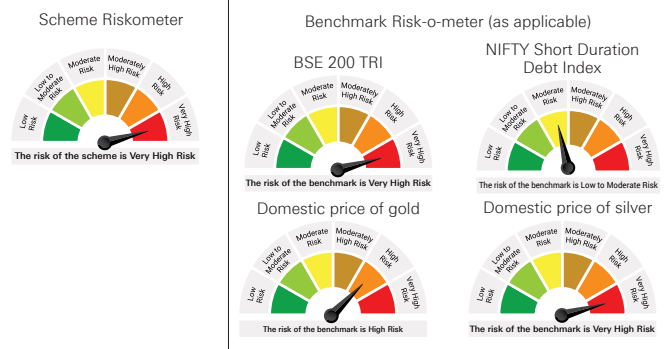 Scheme Riskometer
Low Risk
Low to Moderate Risk
Moderate Risk
Moderately High Risk
High Risk
Very High Risk
The risk of the scheme is Very High Risk
Benchmark Risk-o-meter (as applicable)
BSE 200 TRI
Low Risk
Low to Moderate Risk
Moderate Risk
Moderately High Risk
High Risk
Very High Risk
The risk of the benchmark is Very High Risk
NIFTY Short Duration
Debt Index
Low Risk
Low to Moderate Risk
Moderate Risk
Moderately High Risk
High Risk
Very High Risk
The risk of the benchmark is Low to Moderate Risk
Domestic price of gold
Low Risk
Low to Moderate Risk
Moderate Risk
Moderately High Risk
High Risk
Very High Risk
The risk of the benchmark is High Risk
Domestic price of silver
Low Risk
Low to Moderate Risk
Moderate Risk
Moderately High Risk
High Risk
Very High Risk
The risk of the benchmark is Very High Risk